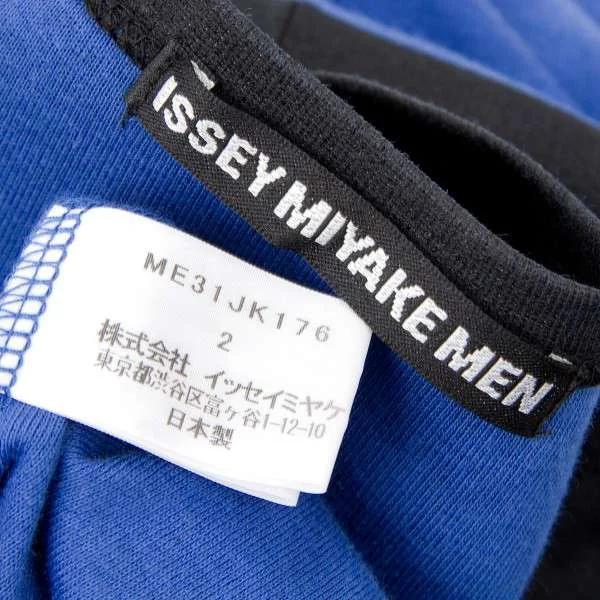 ISSEY MIYAKE MEN
ME31JK176
2
株式会社 イッセイミヤケ
東京都渋谷区富ヶ谷1-12-10
日本製